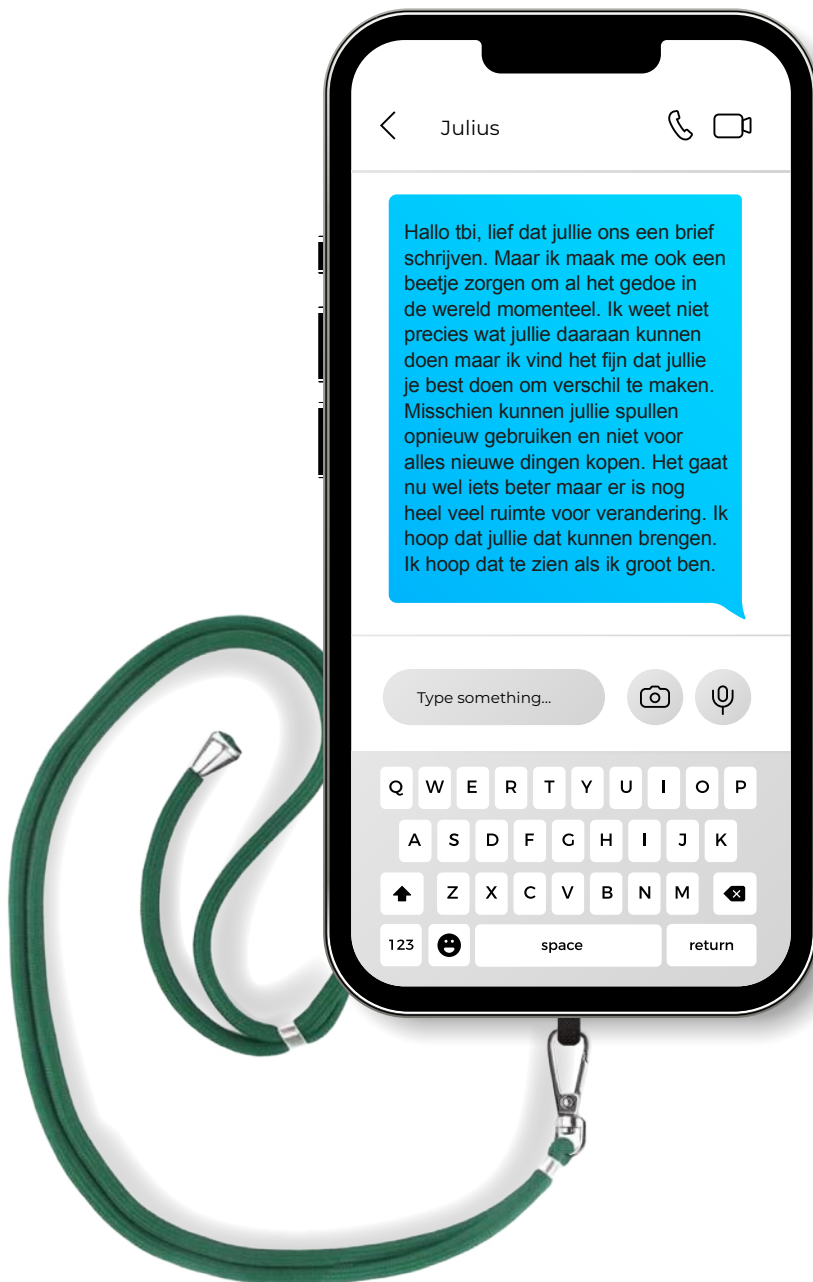 Julius
Hallo tbi, lief dat jullie ons een brief
schrijven. Maar ik maak me ook een
beetje zorgen om al het gedoe in
de wereld momenteel. Ik weet niet
precies wat jullie daaraan kunnen
doen maar ik vind het fijn dat jullie
je best doen om verschil te maken.
Misschien kunnen jullie spullen
opnieuw gebruiken en niet voor
alles nieuwe dingen kopen. Het gaat
nu wel iets beter maar er is nog
heel veel ruimte voor verandering. Ik
hoop dat jullie dat kunnen brengen.
Ik hoop dat te zien als ik groot ben.
Type something...
Q W E R T Y U I O P
A S D F G H I J K
Z X C V B N M
123 space return